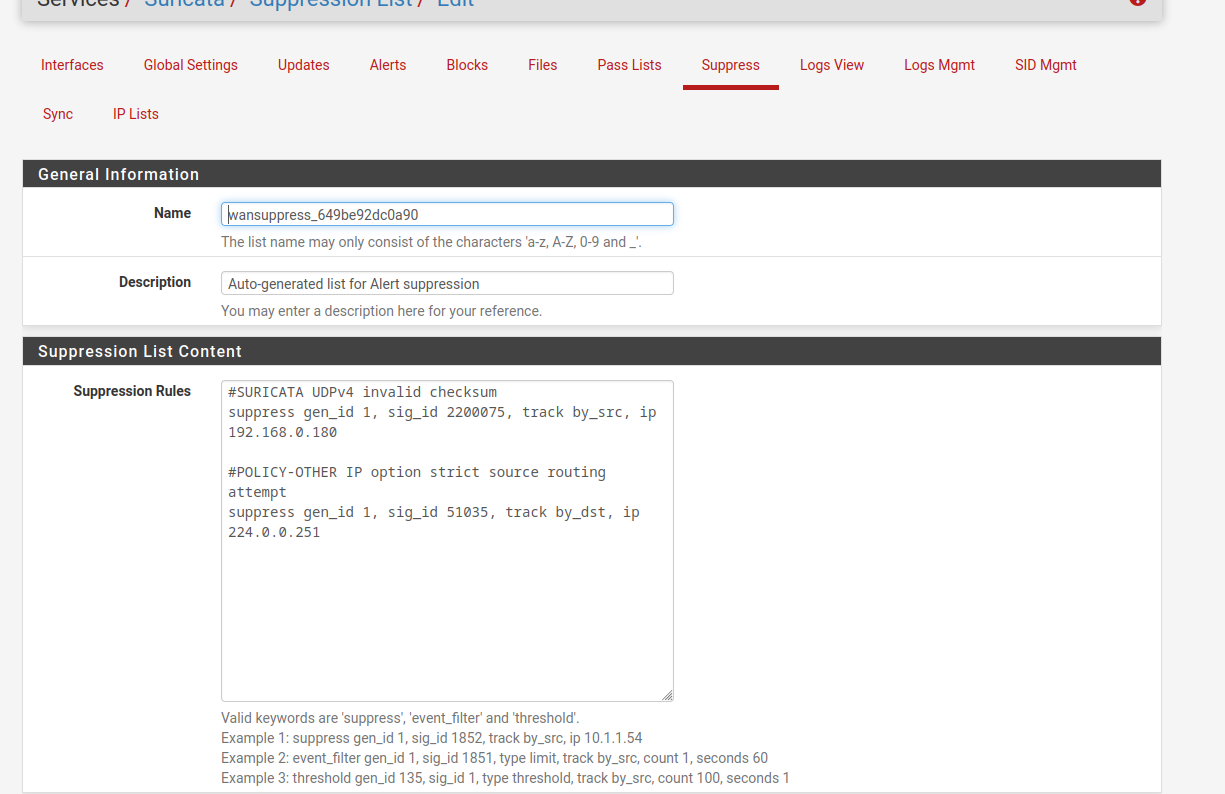 Services / Suricata / Suppression List / Edit
Interfaces Global Settings Updates Alerts Blocks Files Pass Lists Suppress Logs View Logs Mgmt SID Mgmt
Sync IP Lists
General Information
Name wansuppress_649be92dc0a90
The list name may only consist of the characters 'a-z, A-Z, 0-9 and _'.
Description Auto-generated list for Alert suppression
You may enter a description here for your reference.
Suppression List Content
Suppression Rules #SURICATA UDPv4 invalid checksum
suppress gen_id 1, sig_id 2200075, track by_src, ip
192.168.0.180
#POLICY-OTHER IP option strict source routing
attempt
suppress gen_id 1, sig_id 51035, track by_dst, ip
224.0.0.251
Valid keywords are 'suppress', 'event_filter' and 'threshold'.
Example 1: suppress gen_id 1, sig_id 1852, track by_src, ip 10.1.1.54
Example 2: event_filter gen_id 1, sig_id 1851, type limit, track by_src, count 1, seconds 60
Example 3: threshold gen_id 135, sig_id 1, type threshold, track by_src, count 100, seconds 1